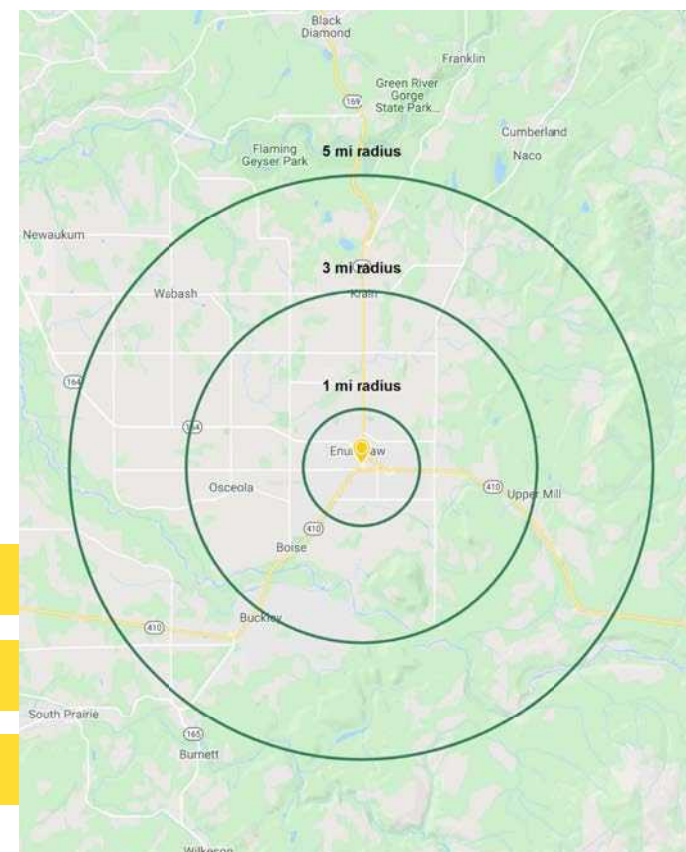 Black
Diamond
Franklin
Green River
Gorge
State Park...
169
Cumberland
Flaming
Geyser Park
5 mi radius
Naco
Newaukum
3 mi radius
Wabash
Krain
164
1 mi radius
164
Osceola
410
Upper Mill
410
Boise
Buckley
410
South Prairie
165
Burnett
Wilkeson